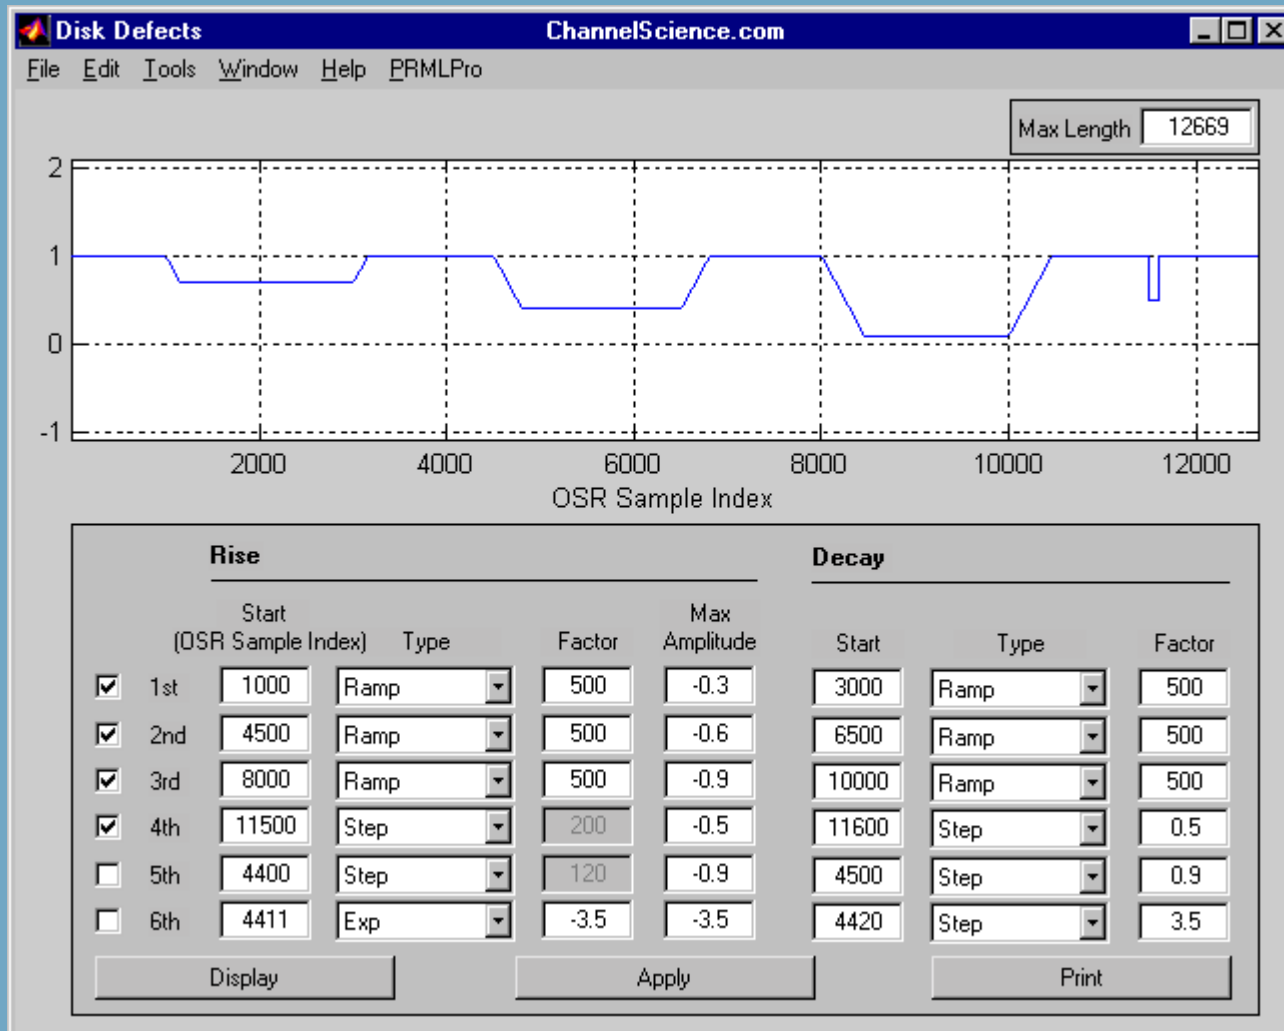 Disk Defects ChannelScience.com
File Edit Tools Window Help PRMLPro
Max Length 12669
2
1
0
-1
2000 4000 6000 8000 10000 12000
OSR Sample Index
Rise Decay
Start Max
(OSR Sample Index) Type Factor Amplitude Start Type Factor
1st 1000 Ramp 500 -0.3 3000 Ramp 500
2nd 4500 Ramp 500 -0.6 6500 Ramp 500
3rd 8000 Ramp 500 -0.9 10000 Ramp 500
4th 11500 Step 200 -0.5 11600 Step 0.5
5th 4400 Step 120 -0.9 4500 Step 0.9
6th 4411 Exp -3.5 -3.5 4420 Step 3.5
Display Apply Print